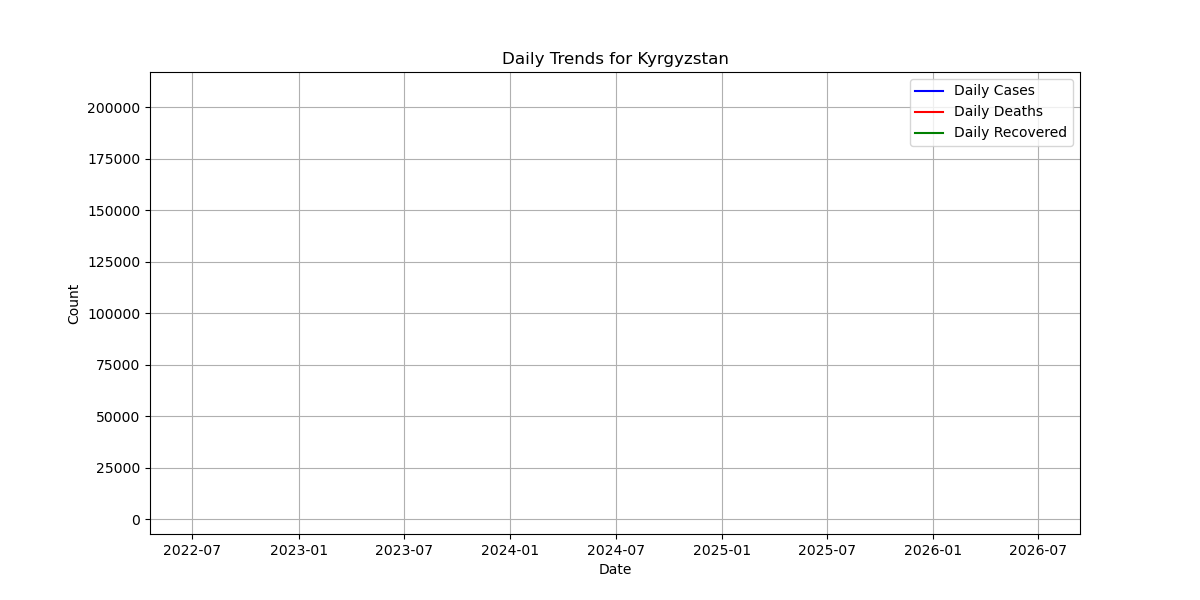 Daily Trends for Kyrgyzstan
Daily Cases
Daily Deaths
Daily Recovered
Count
200000
175000
150000
125000
100000
75000
50000
25000
0
2022-07 2023-01 2023-07 2024-01 2024-07 2025-01 2025-07 2026-01 2026-07
Date